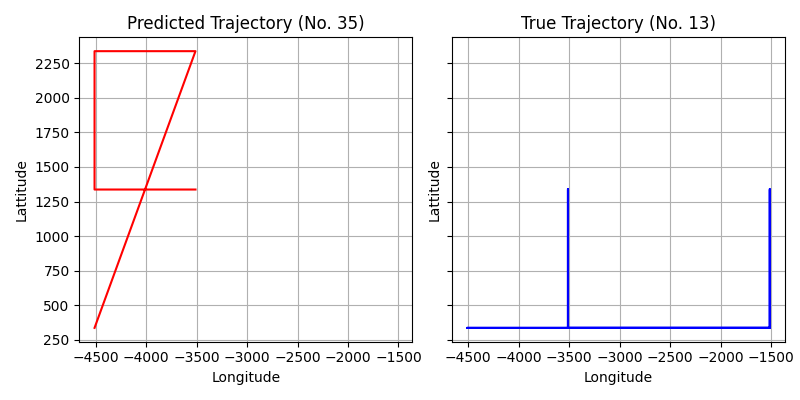 Predicted Trajectory (No. 35)
True Trajectory (No. 13)
Lattitude
2250
2000
1750
1500
1250
1000
750
500
250
−4500 −4000 −3500 −3000 −2500 −2000 −1500
Longitude
Lattitude
−4500 −4000 −3500 −3000 −2500 −2000 −1500
Longitude